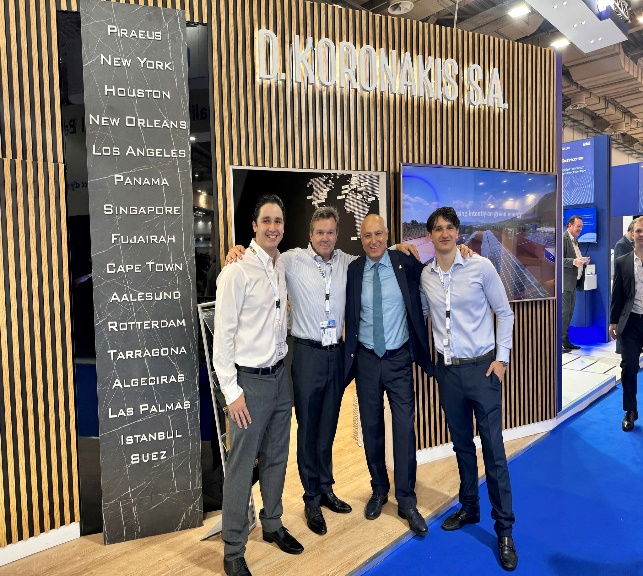 PIRAEUS
NEW YORK
HOUSTON
NEW ORLEANS
LOS ANGELES
PANAMA
SINGAPORE
FUJAIRAH
CAPE TOWN
AALESUND
ROTTERDAM
TARRAGONA
ALGECIRAS
LAS PALMAS
ISTANBUL
SUEZ
D. KORONAKIS S.A.